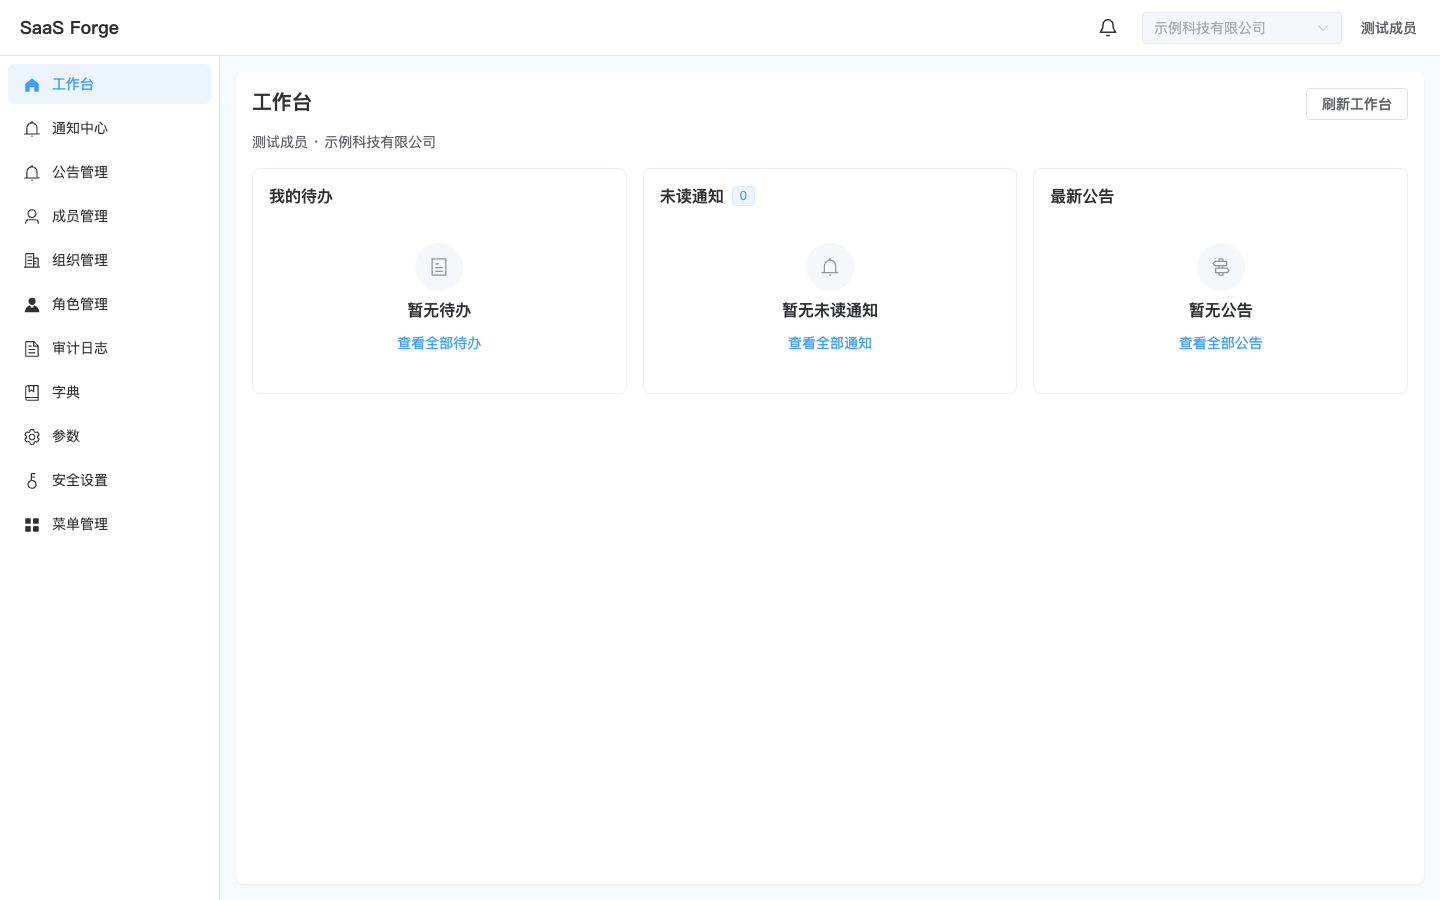 SaaS Forge
示例科技有限公司
测试成员
工作台
通知中心
公告管理
成员管理
组织管理
角色管理
审计日志
字典
参数
安全设置
菜单管理
工作台
刷新工作台
测试成员 · 示例科技有限公司
我的待办
暂无待办
查看全部待办
未读通知 0
暂无未读通知
查看全部通知
最新公告
暂无公告
查看全部公告